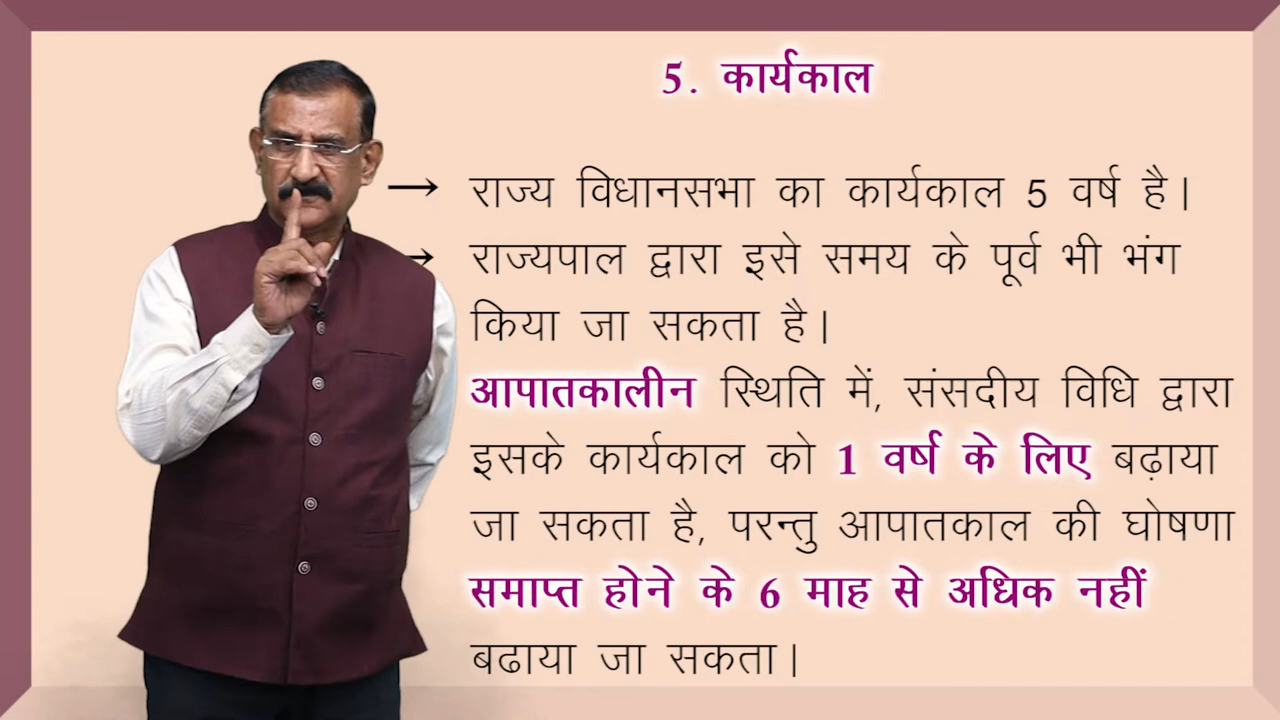 5. कार्यकाल
→ राज्य विधानसभा का कार्यकाल 5 वर्ष है।
→ राज्यपाल द्वारा इसे समय के पूर्व भी भंग
किया जा सकता है।
आपातकालीन स्थिति में, संसदीय विधि द्वारा
इसके कार्यकाल को 1 वर्ष के लिए बढ़ाया
जा सकता है, परन्तु आपातकाल की घोषणा
समाप्त होने के 6 माह से अधिक नहीं
बढाया जा सकता।